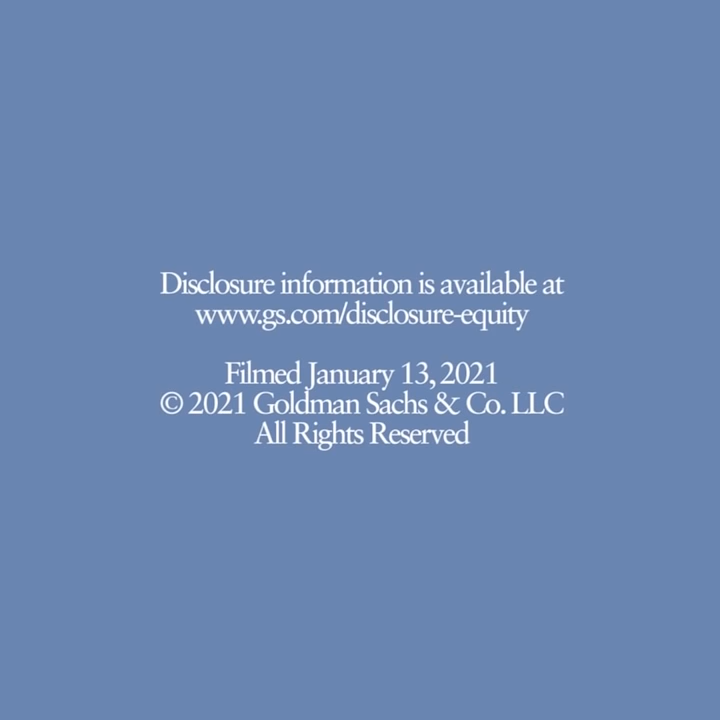 Disclosure information is available at
www.gs.com/disclosure-equity
Filmed January 13, 2021
© 2021 Goldman Sachs & Co. LLC
All Rights Reserved